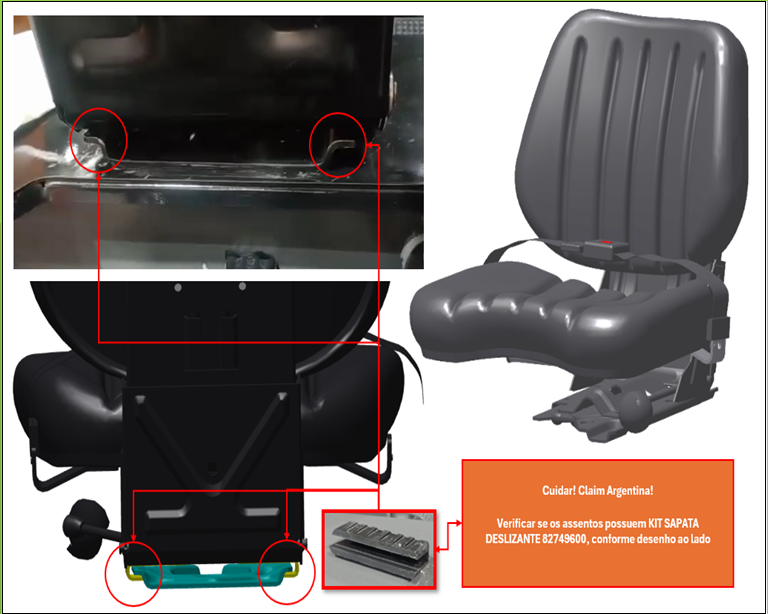 Cuidar! Claim Argentina!
Verificar se os assentos possuem KIT SAPATA
DESLIZANTE 82749600, conforme desenho ao lado